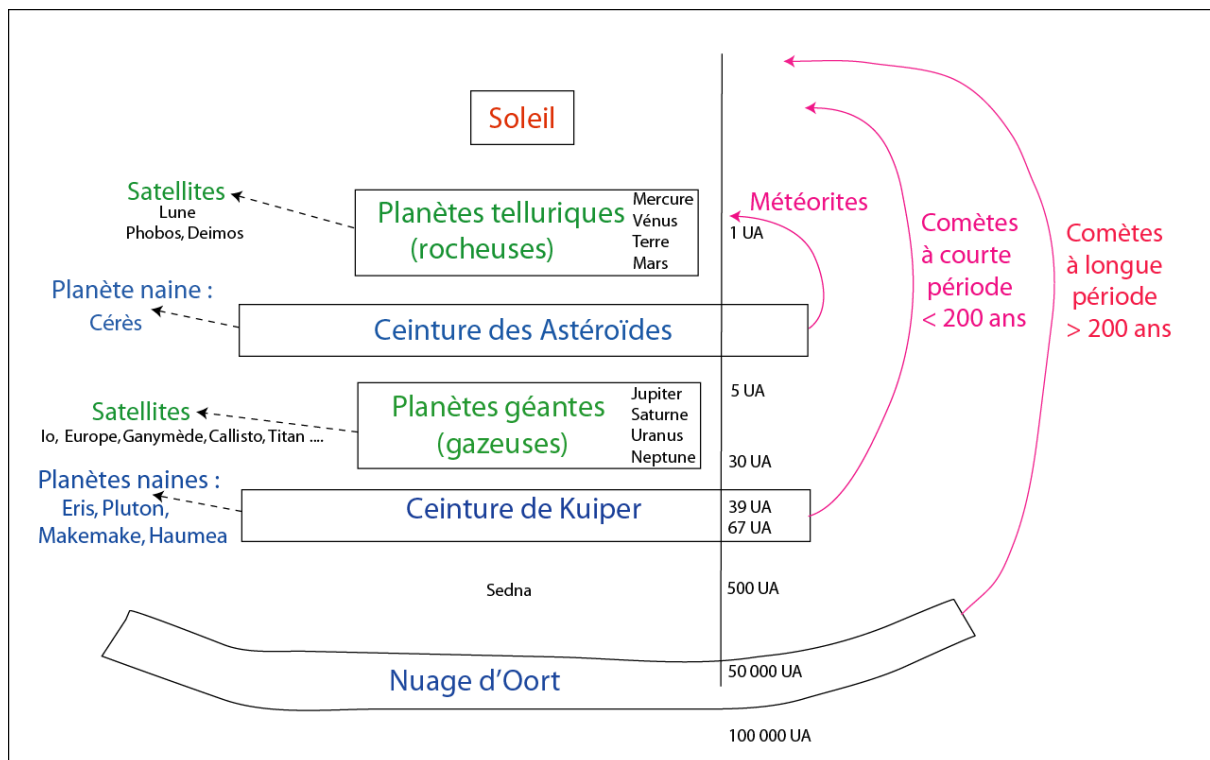 Soleil
Satellites
Lune
Phobos, Deimos
Planètes telluriques
(rocheuses)
Mercure
Vénus
Terre
Mars
1 UA
Météorites
Comètes
à courte
période
< 200 ans
Comètes
à longue
période
> 200 ans
Planète naine :
Cérès
Ceinture des Astéroïdes
5 UA
Satellites
Io, Europe, Ganymède, Callisto, Titan ....
Planètes géantes
(gazeuses)
Jupiter
Saturne
Uranus
Neptune
30 UA
Planètes naines :
Eris, Pluton,
Makemake, Haumea
Ceinture de Kuiper
39 UA
67 UA
Sedna
500 UA
Nuage d'Oort
50 000 UA
100 000 UA